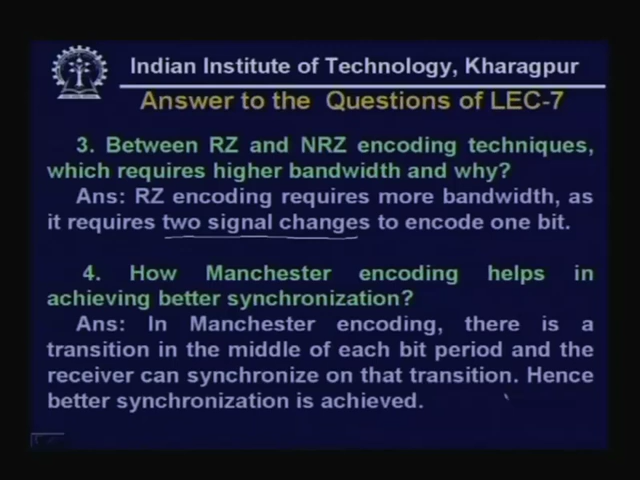 Indian Institute of Technology, Kharagpur
Answer to the Questions of LEC-7
3. Between RZ and NRZ encoding techniques,
which requires higher bandwidth and why?
Ans: RZ encoding requires more bandwidth, as
it requires two signal changes to encode one bit.
4. How Manchester encoding helps in
achieving better synchronization?
Ans: In Manchester encoding, there is a
transition in the middle of each bit period and the
receiver can synchronize on that transition. Hence
better synchronization is achieved.